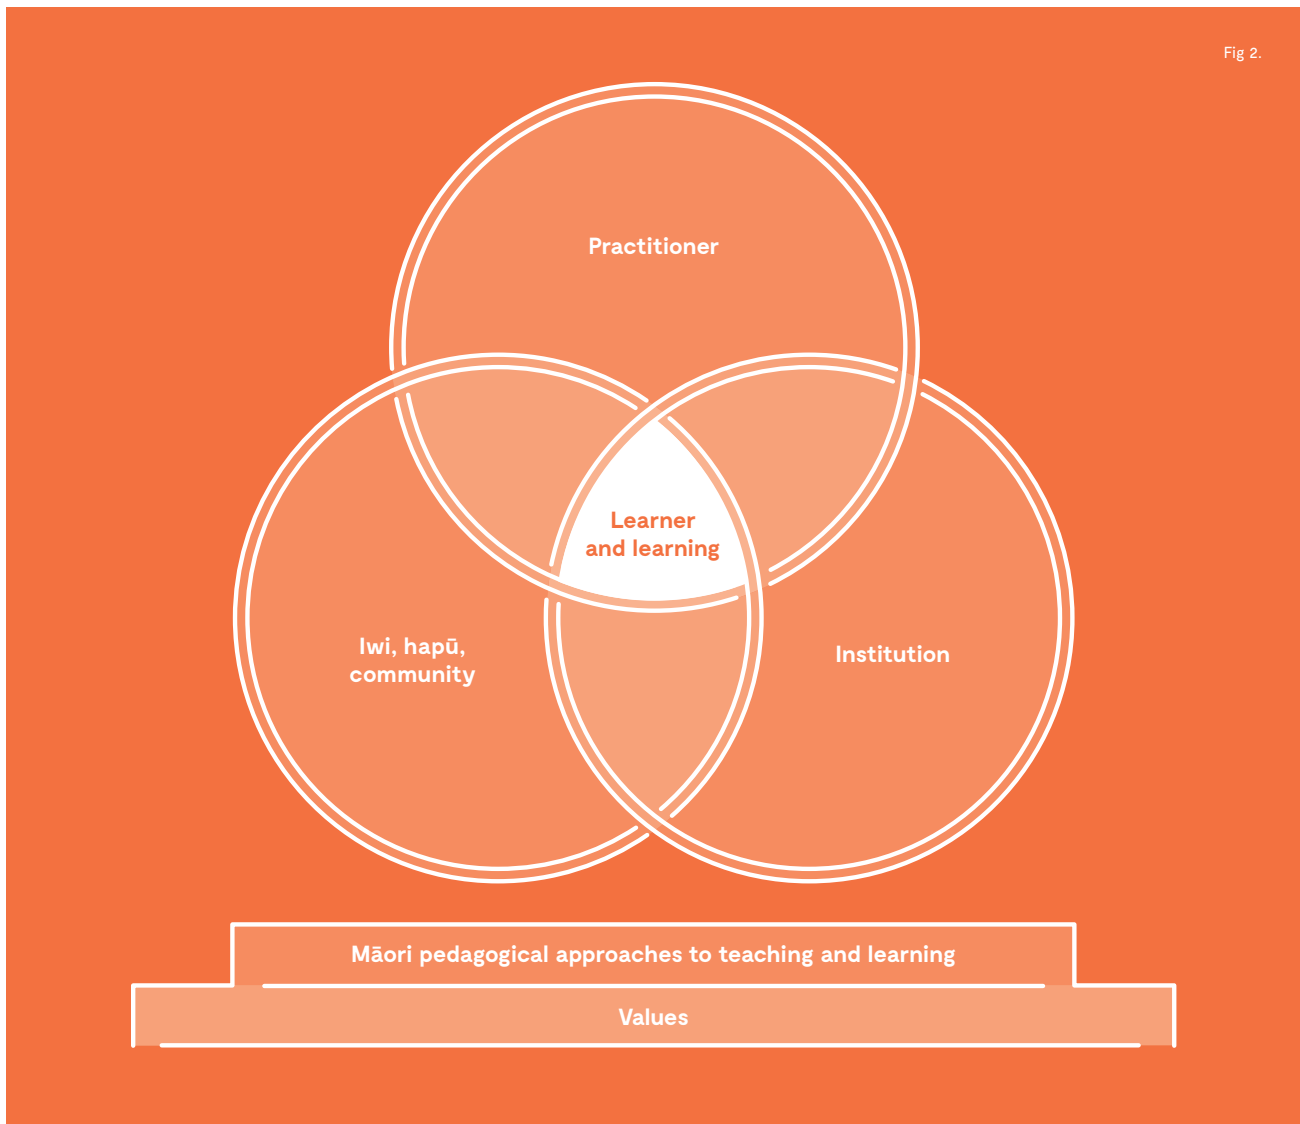 Fig 2.
Practitioner
Learner
and learning
Iwi, hapū,
community
Institution
Māori pedagogical approaches to teaching and learning
Values